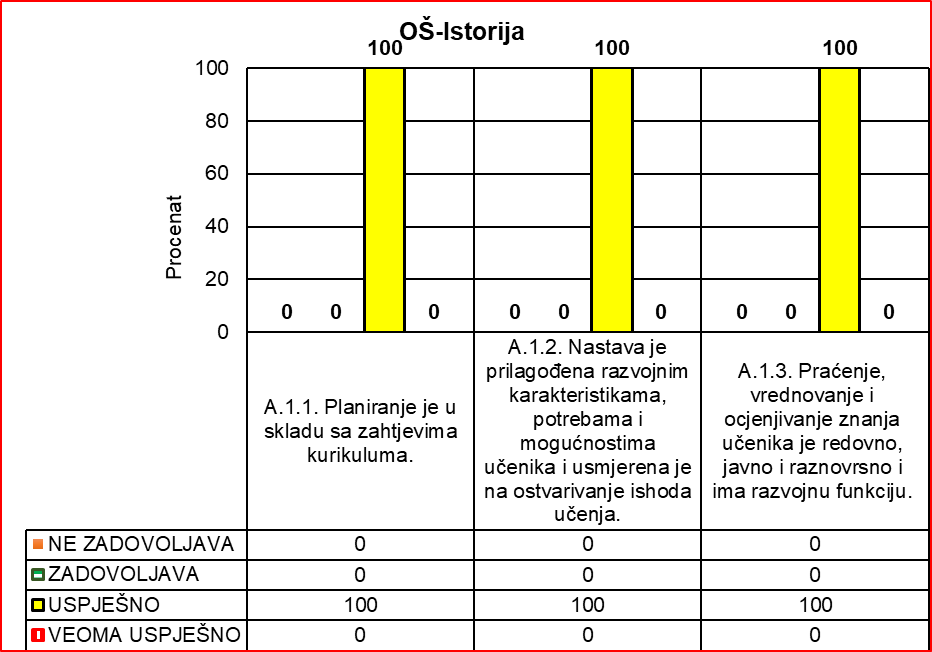 OŠ-Istorija
100 100 100
100
80
60
40
20
0
Procenat
0 0 0 0 0 0 0 0 0
A.1.1. Planiranje je u
skladu sa zahtjevima
kurikuluma.
A.1.2. Nastava je
prilagođena razvojnim
karakteristikama,
potrebama i
mogućnostima
učenika i usmjerena je
na ostvarivanje ishoda
učenja.
A.1.3. Praćenje,
vrednovanje i
ocjenjivanje znanja
učenika je redovno,
javno i raznovrsno i
ima razvojnu funkciju.
NE ZADOVOLJAVA 0 0 0
ZADOVOLJAVA 0 0 0
USPJEŠNO 100 100 100
VEOMA USPJEŠNO 0 0 0